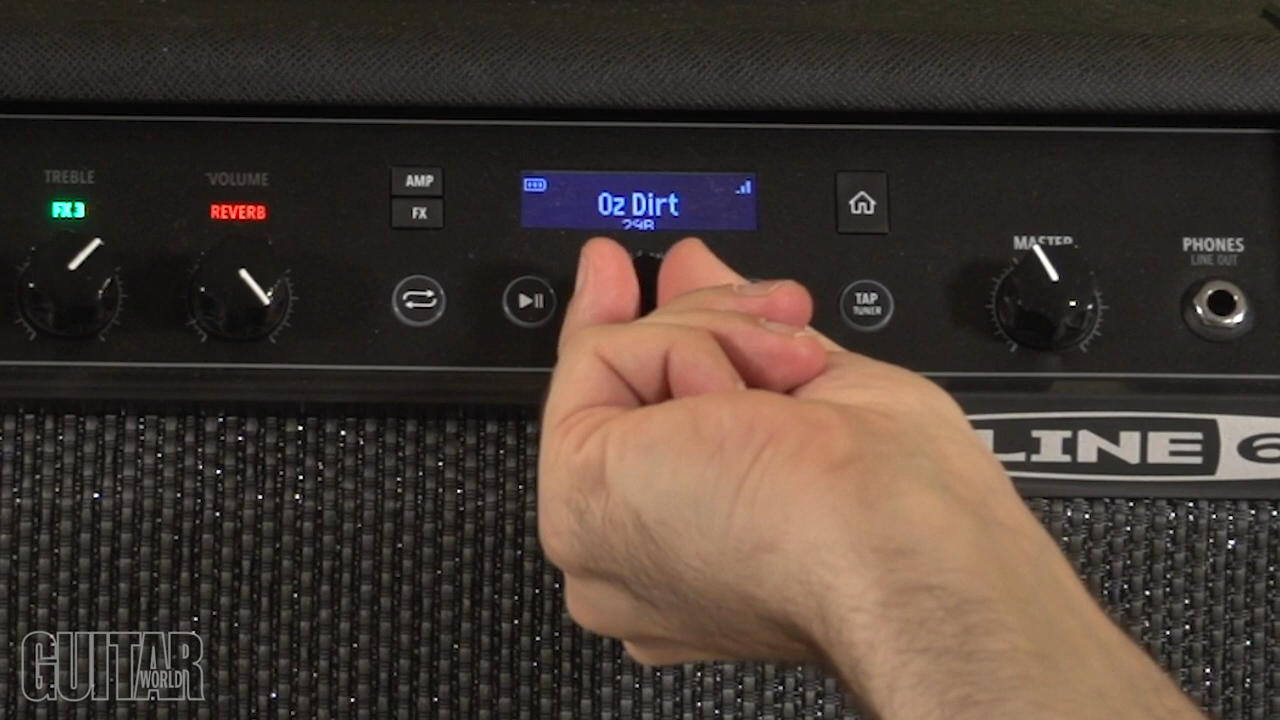 TREBLE
FX 3
VOLUME
REVERB
AMP
FX
Oz Dirt
29B
TAP
TUNER
MASTER
PHONES
LINE OUT
LINE 6
GUITAR
WORLD